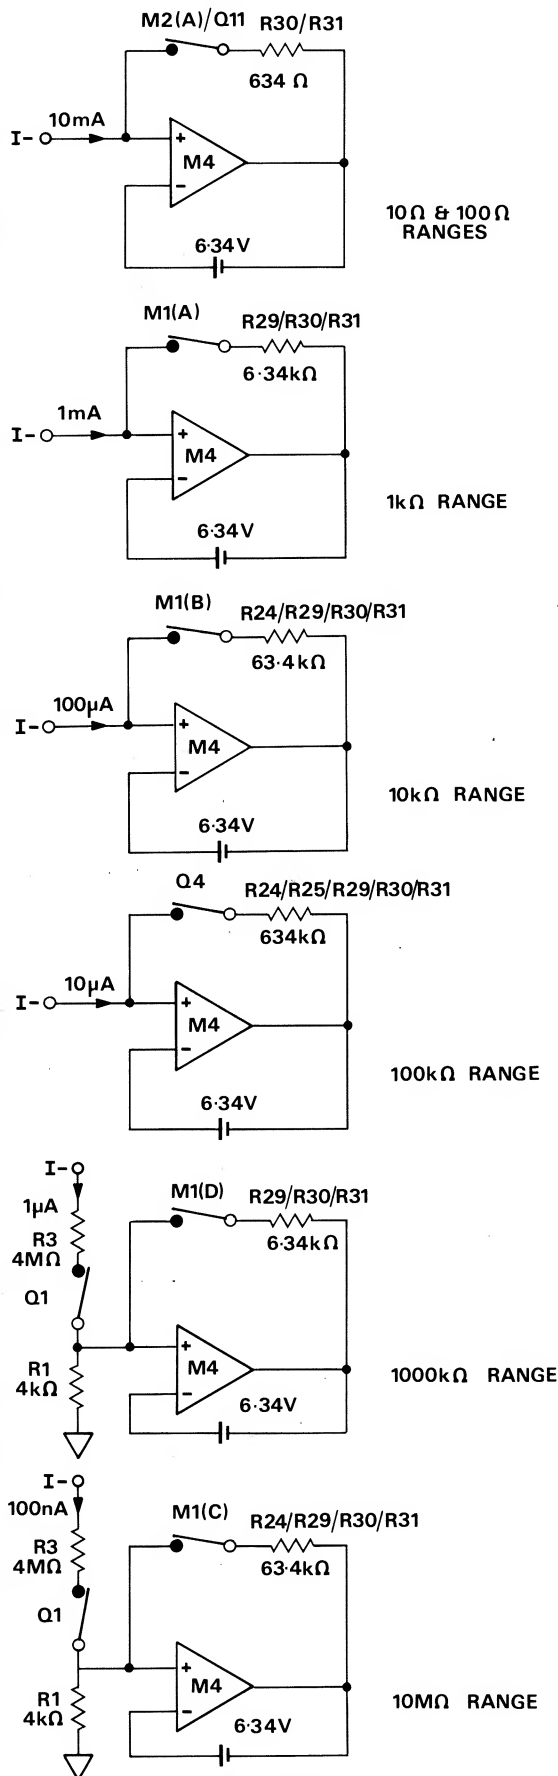 M2(A)/Q11
R30/R31
634 Ω
I-
10mA
+
M4
-
6·34V
10Ω & 100Ω
RANGES
M1(A)
R29/R30/R31
6·34kΩ
I-
1mA
+
M4
-
6·34V
1kΩ RANGE
M1(B)
R24/R29/R30/R31
63·4kΩ
I-
100µA
+
M4
-
6·34V
10kΩ RANGE
Q4
R24/R25/R29/R30/R31
634kΩ
I-
10µA
+
M4
-
6·34V
100kΩ RANGE
I-
1µA
R3
4MΩ
Q1
R1
4kΩ
M1(D)
R29/R30/R31
6·34kΩ
+
M4
-
6·34V
1000kΩ RANGE
I-
100nA
R3
4MΩ
Q1
R1
4kΩ
M1(C)
R24/R29/R30/R31
63·4kΩ
+
M4
-
6·34V
10MΩ RANGE